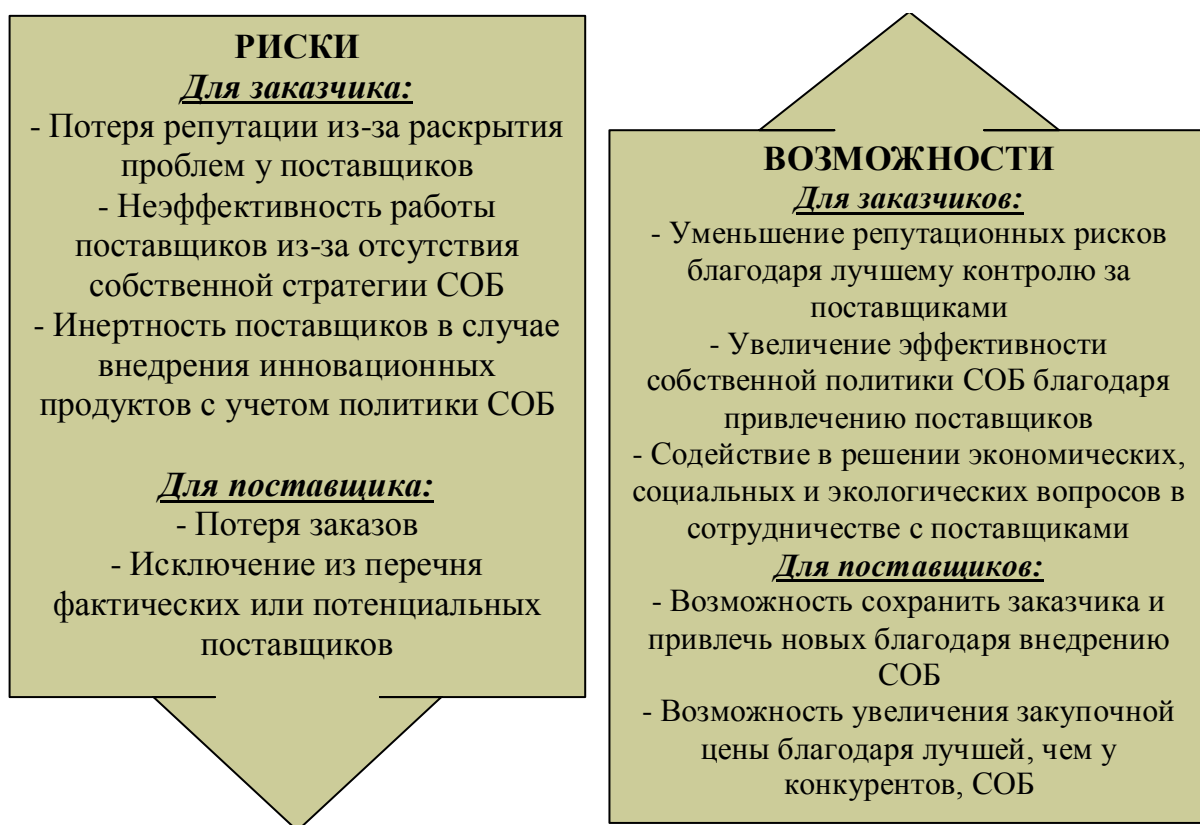 РИСКИ
Для заказчика:
- Потеря репутации из-за раскрытия
проблем у поставщиков
- Неэффективность работы
поставщиков из-за отсутствия
собственной стратегии СОБ
- Инертность поставщиков в случае
внедрения инновационных
продуктов с учетом политики СОБ
Для поставщика:
- Потеря заказов
- Исключение из перечня
фактических или потенциальных
поставщиков
ВОЗМОЖНОСТИ
Для заказчиков:
- Уменьшение репутационных рисков
благодаря лучшему контролю за
поставщиками
- Увеличение эффективности
собственной политики СОБ благодаря
привлечению поставщиков
- Содействие в решении экономических,
социальных и экологических вопросов в
сотрудничестве с поставщиками
Для поставщиков:
- Возможность сохранить заказчика и
привлечь новых благодаря внедрению
СОБ
- Возможность увеличения закупочной
цены благодаря лучшей, чем у
конкурентов, СОБ